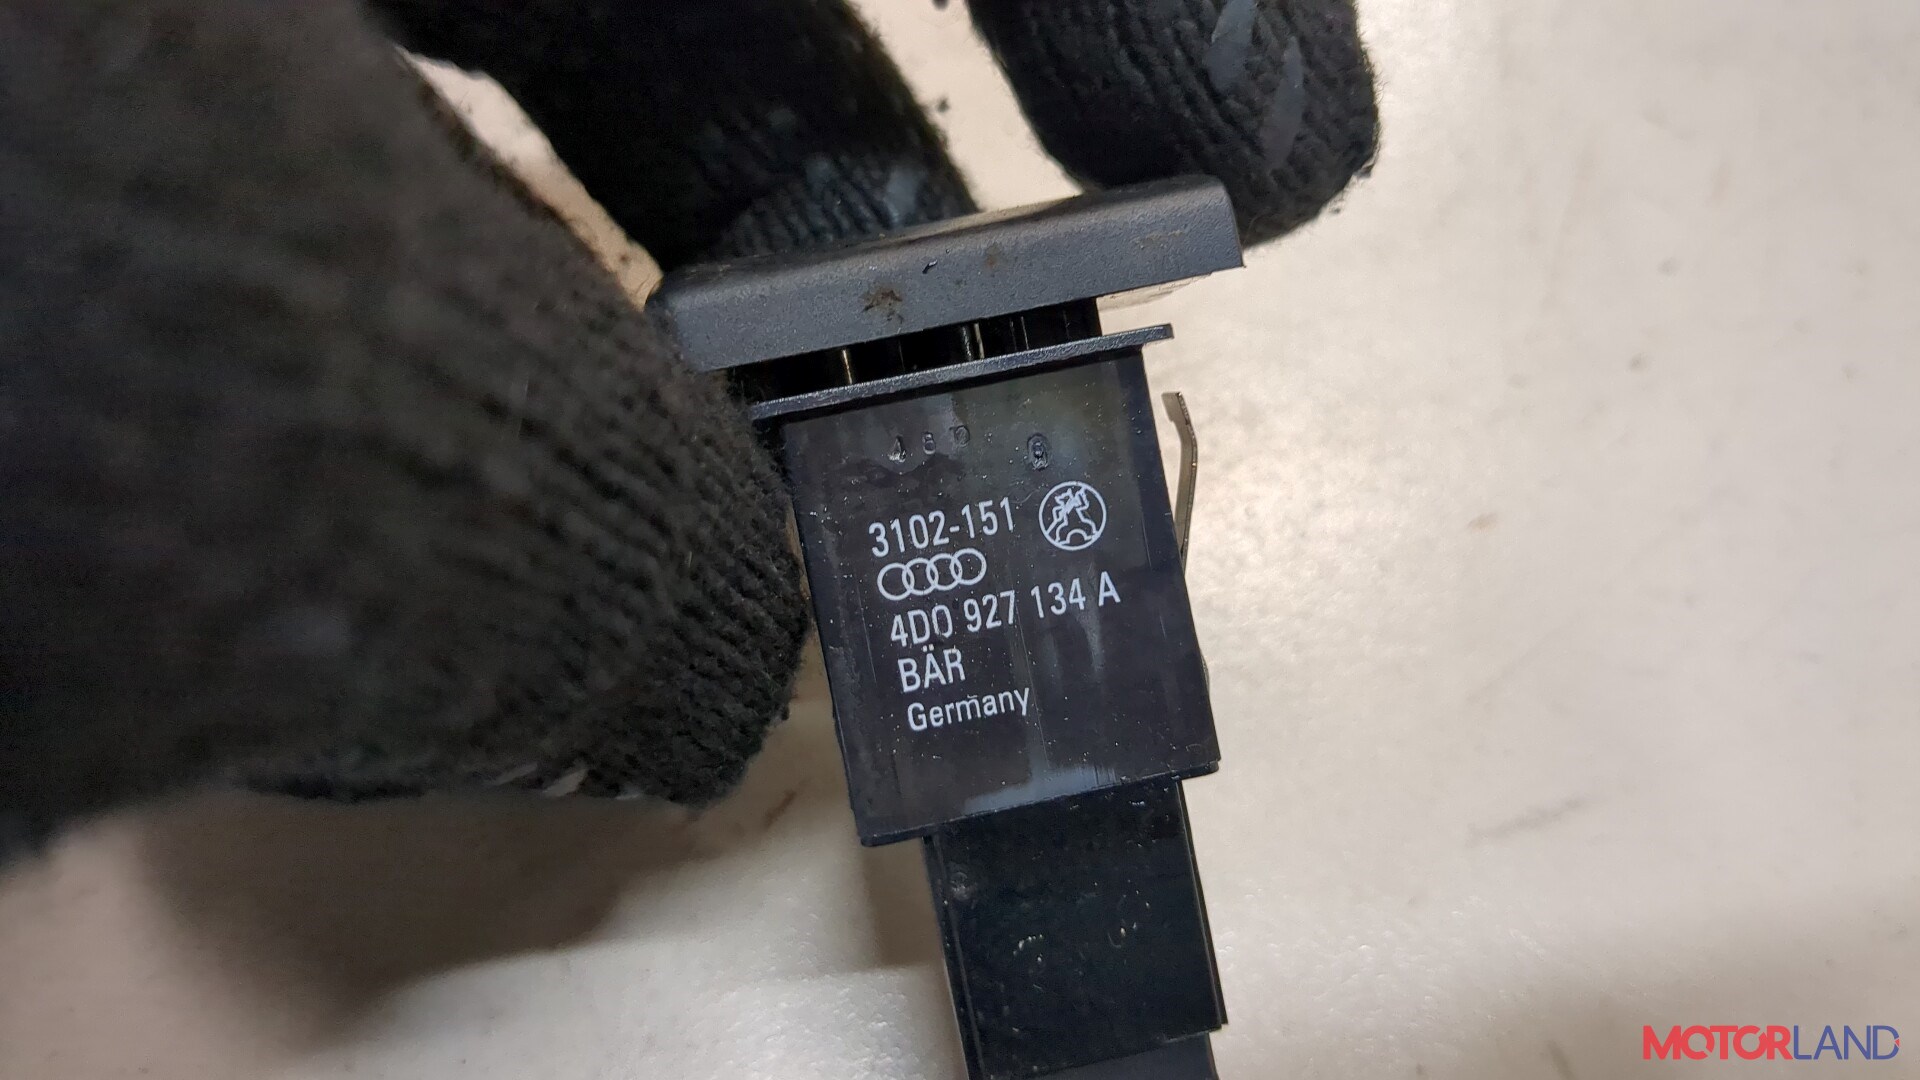 3102-151
4D0 927 134 A
BÄR
Germany
MOTORLAND